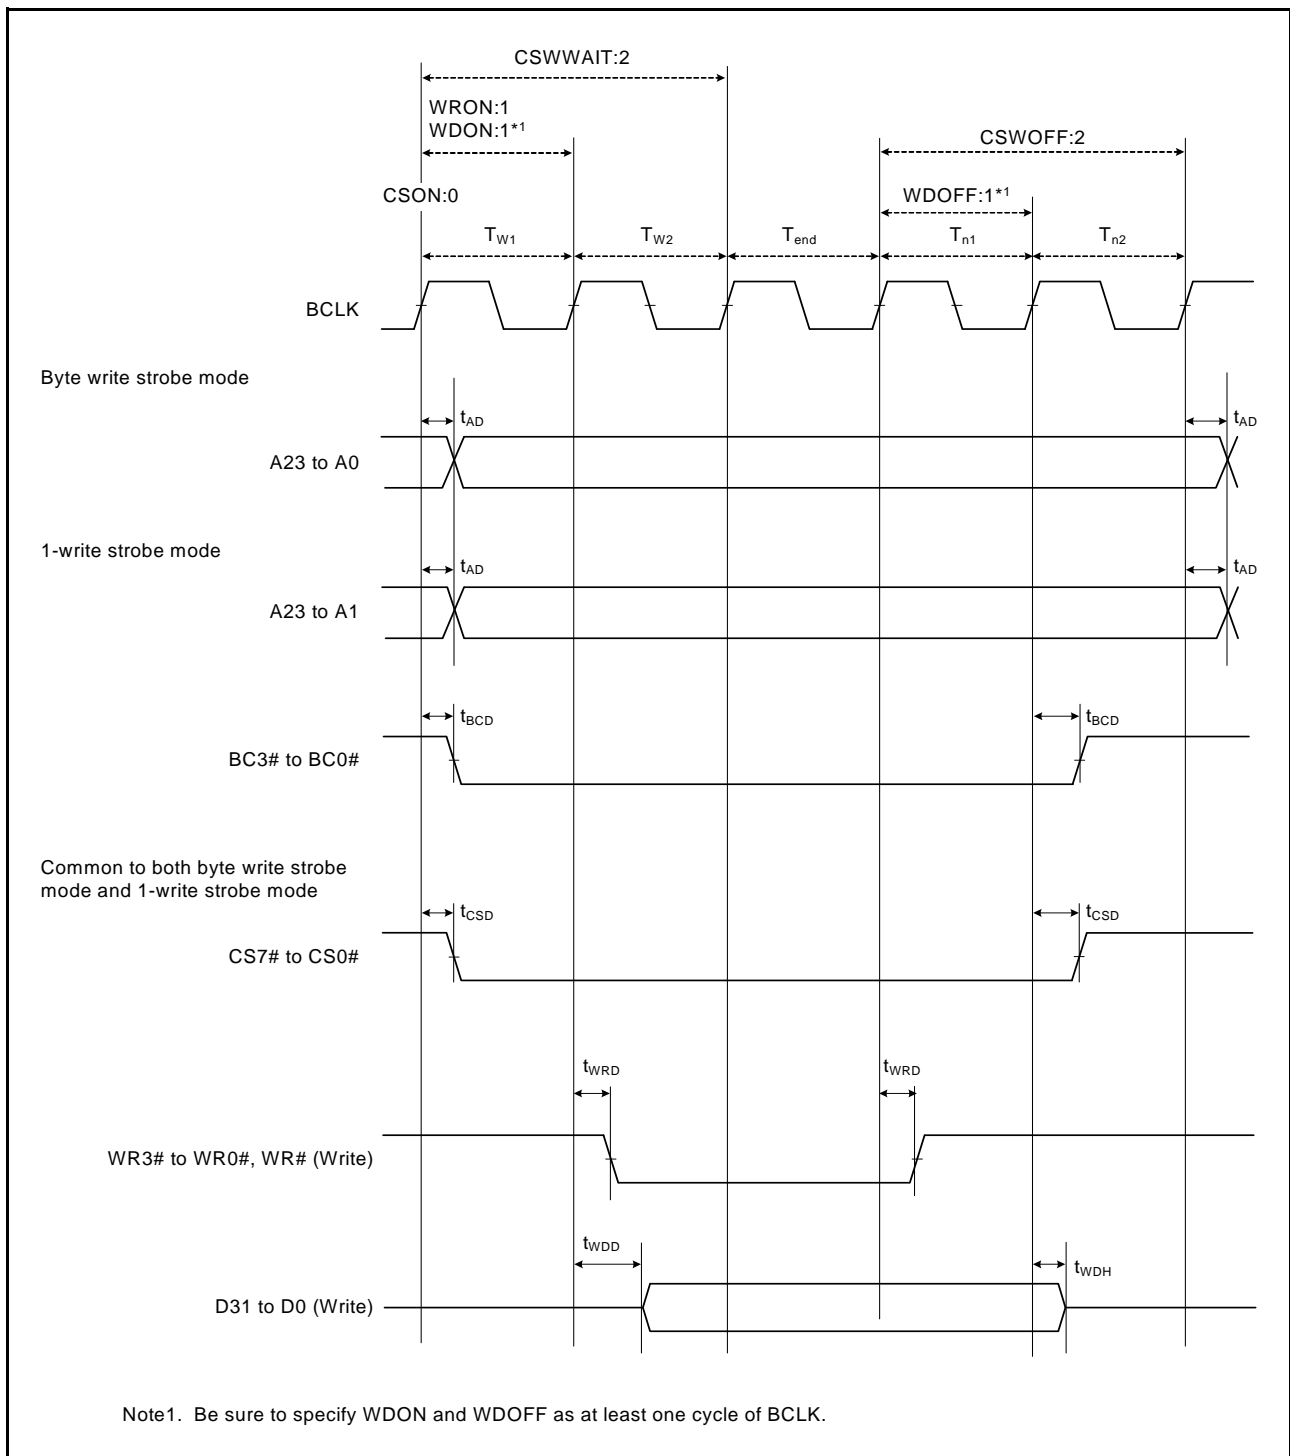 CSWWAIT:2
WRON:1
WDON:1*1
CSWOFF:2
CSON:0
WDOFF:1*1
TW1
TW2
Tend
Tn1
Tn2
BCLK
Byte write strobe mode
tAD
tAD
A23 to A0
1-write strobe mode
tAD
tAD
A23 to A1
tBCD
tBCD
BC3# to BC0#
Common to both byte write strobe
mode and 1-write strobe mode
tCSD
tCSD
CS7# to CS0#
tWRD
tWRD
WR3# to WR0#, WR# (Write)
tWDD
tWDH
D31 to D0 (Write)
Note1. Be sure to specify WDON and WDOFF as at least one cycle of BCLK.